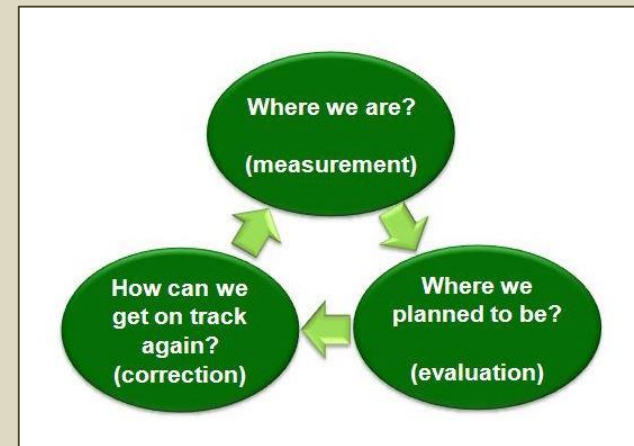 Where we are?
(measurement)
Where we
planned to be?
(evaluation)
How can we
get on track
again?
(correction)